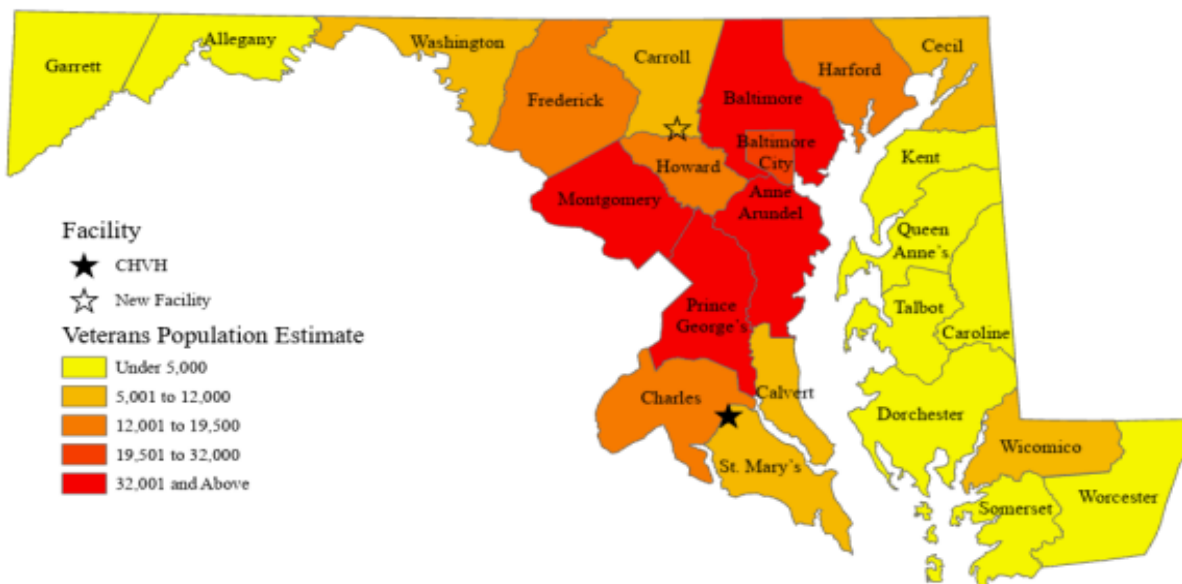 Garrett
Allegany
Washington
Frederick
Carroll
Baltimore
Harford
Cecil
Baltimore
City
Howard
Montgomery
Anne
Arundel
Kent
Queen
Anne's
Talbot
Caroline
Prince
George's
Charles
Calvert
St. Mary's
Dorchester
Wicomico
Somerset
Worcester
Facility
CHVH
New Facility
Veterans Population Estimate
Under 5,000
5,001 to 12,000
12,001 to 19,500
19,501 to 32,000
32,001 and Above